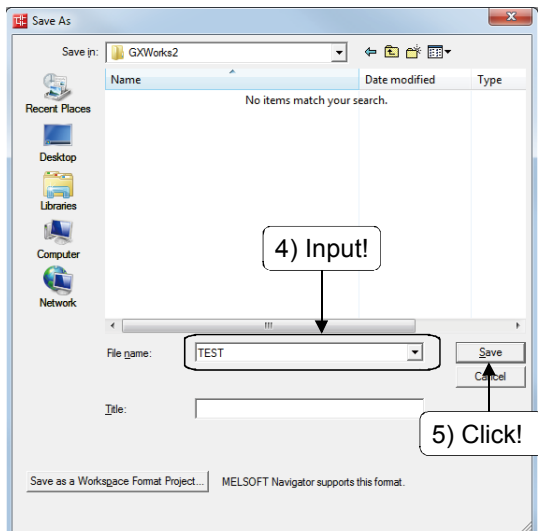 Save As
Save in: GXWorks2
Name Date modified Type
No items match your search.
Recent Places
Desktop
Libraries
Computer
Network
4) Input!
File name: TEST Save
Cancel
Title:
5) Click!
Save as a Workspace Format Project... MELSOFT Navigator supports this format.